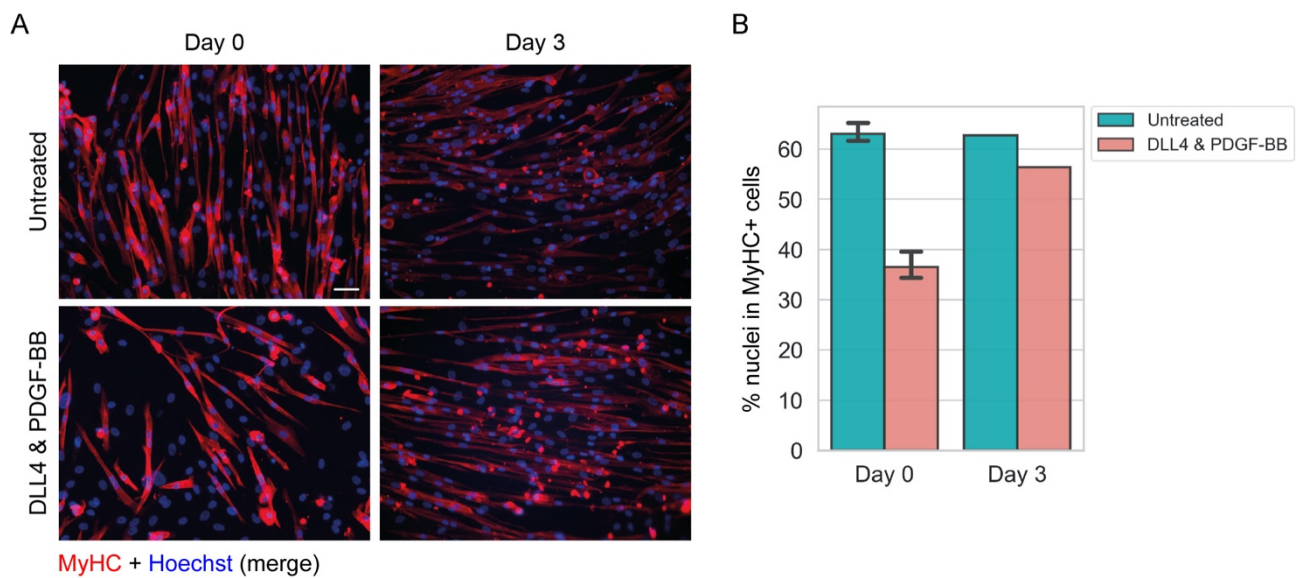 A
Day 0
Day 3
Untreated
DLL4 & PDGF-BB
MyHC + Hoechst (merge)
B
% nuclei in MyHC+ cells
60
50
40
30
20
10
0
Day 0
Day 3
Untreated
DLL4 & PDGF-BB